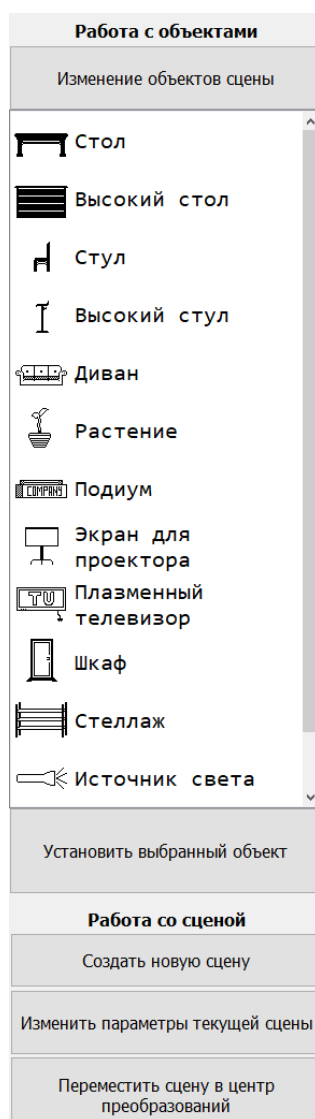 Работа с объектами
Изменение объектов сцены
Стол
Высокий стол
Стул
Высокий стул
Диван
Растение
COMPANY Подиум
Экран для
проектора
TV Плазменный
телевизор
Шкаф
Стеллаж
Источник света
Установить выбранный объект
Работа со сценой
Создать новую сцену
Изменить параметры текущей сцены
Переместить сцену в центр
преобразований